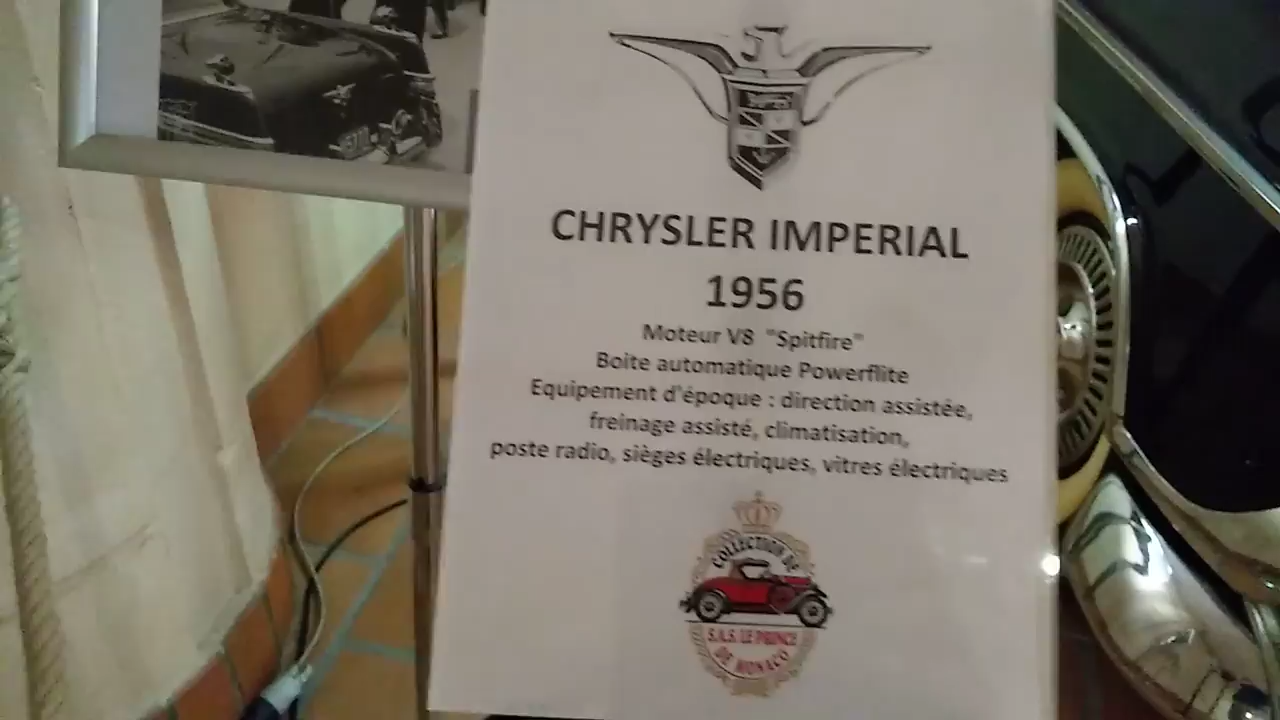 CHRYSLER IMPERIAL
1956
Moteur V8 "Spitfire"
Boite automatique Powerflite
Equipement d'époque : direction assistée,
freinage assisté, climatisation,
poste radio, sièges électriques, vitres électriques
COLLECTION DE
S.A.S. LE PRINCE
DE MONACO